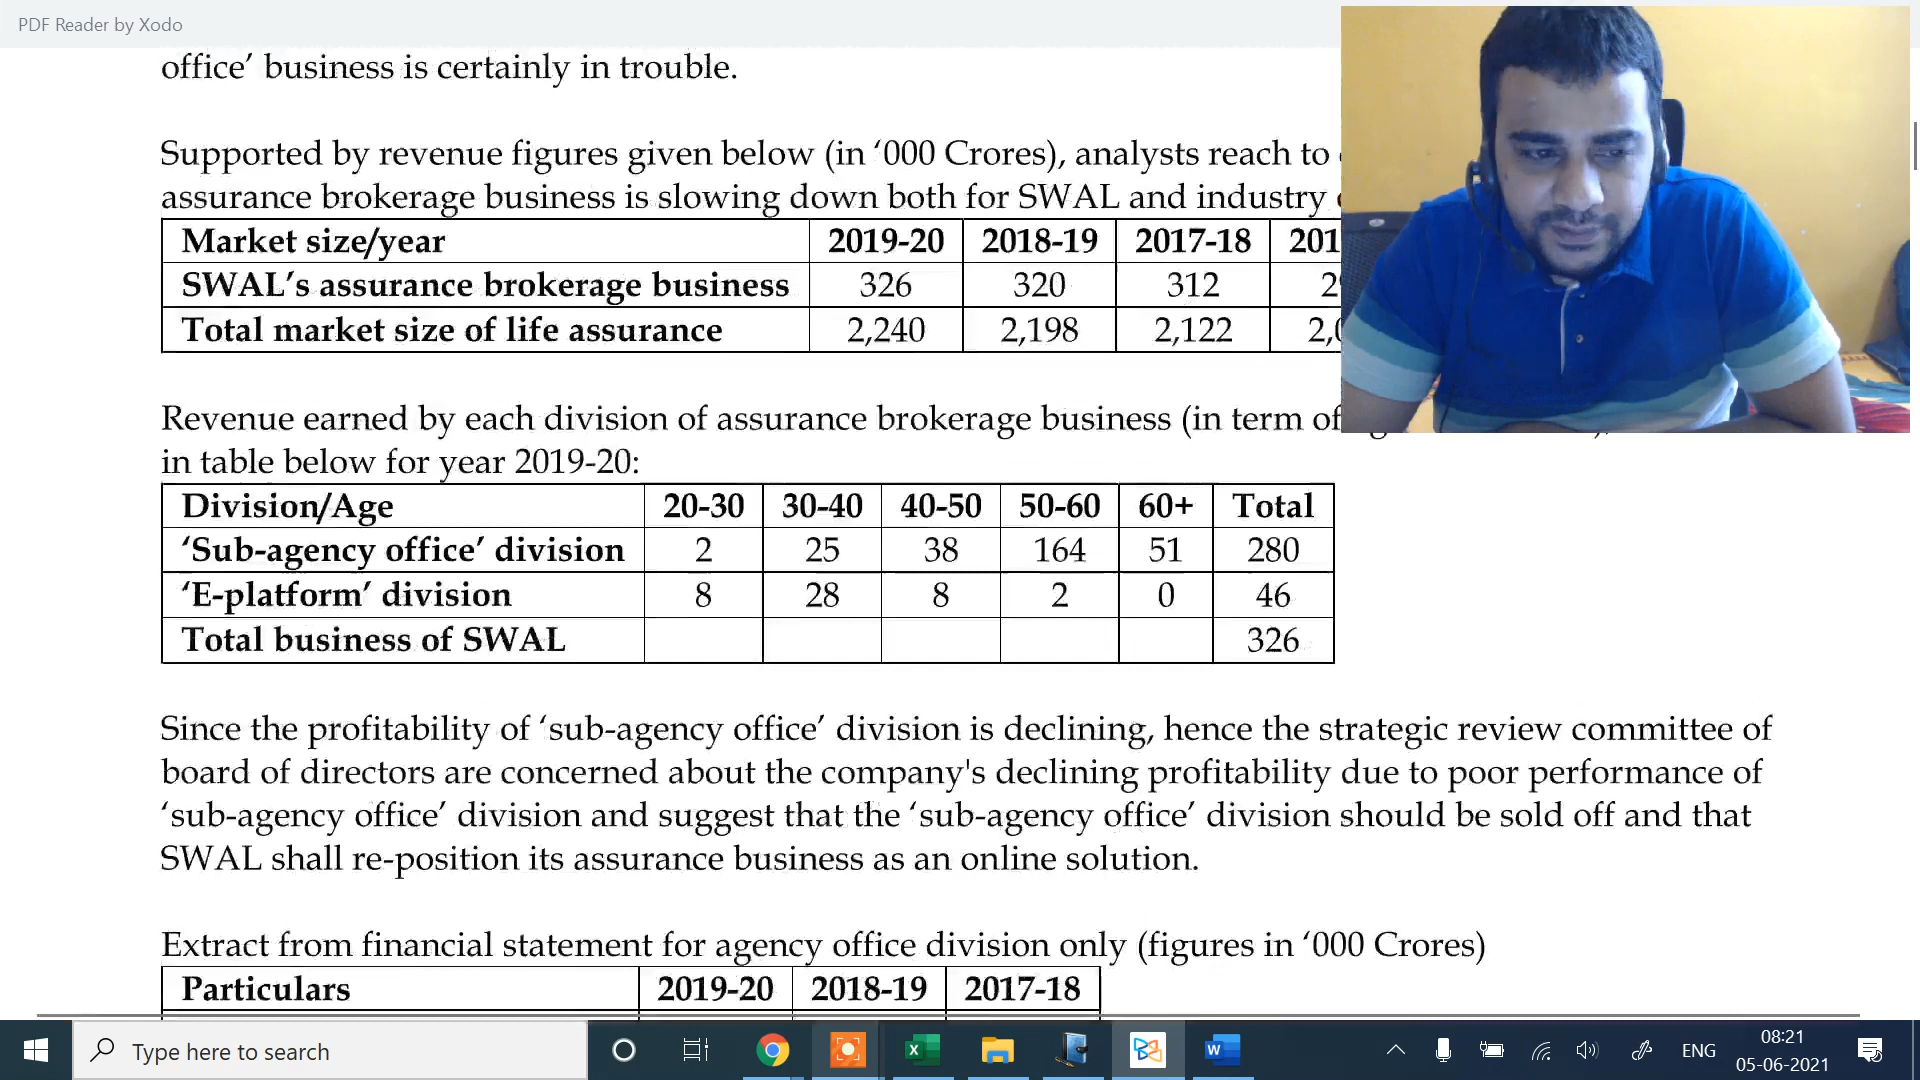 PDF Reader by Xodo
office’ business is certainly in trouble.
Supported by revenue figures given below (in ‘000 Crores), analysts reach to
assurance brokerage business is slowing down both for SWAL and industry
Market size/year 2019-20 2018-19 2017-18 201
SWAL’s assurance brokerage business 326 320 312 2
Total market size of life assurance 2,240 2,198 2,122 2,0
Revenue earned by each division of assurance brokerage business (in term of
in table below for year 2019-20:
Division/Age 20-30 30-40 40-50 50-60 60+ Total
‘Sub-agency office’ division 2 25 38 164 51 280
‘E-platform’ division 8 28 8 2 0 46
Total business of SWAL 326
Since the profitability of ‘sub-agency office’ division is declining, hence the strategic review committee of
board of directors are concerned about the company's declining profitability due to poor performance of
‘sub-agency office’ division and suggest that the ‘sub-agency office’ division should be sold off and that
SWAL shall re-position its assurance business as an online solution.
Extract from financial statement for agency office division only (figures in ‘000 Crores)
Particulars 2019-20 2018-19 2017-18
Type here to search
ENG
08:21
05-06-2021